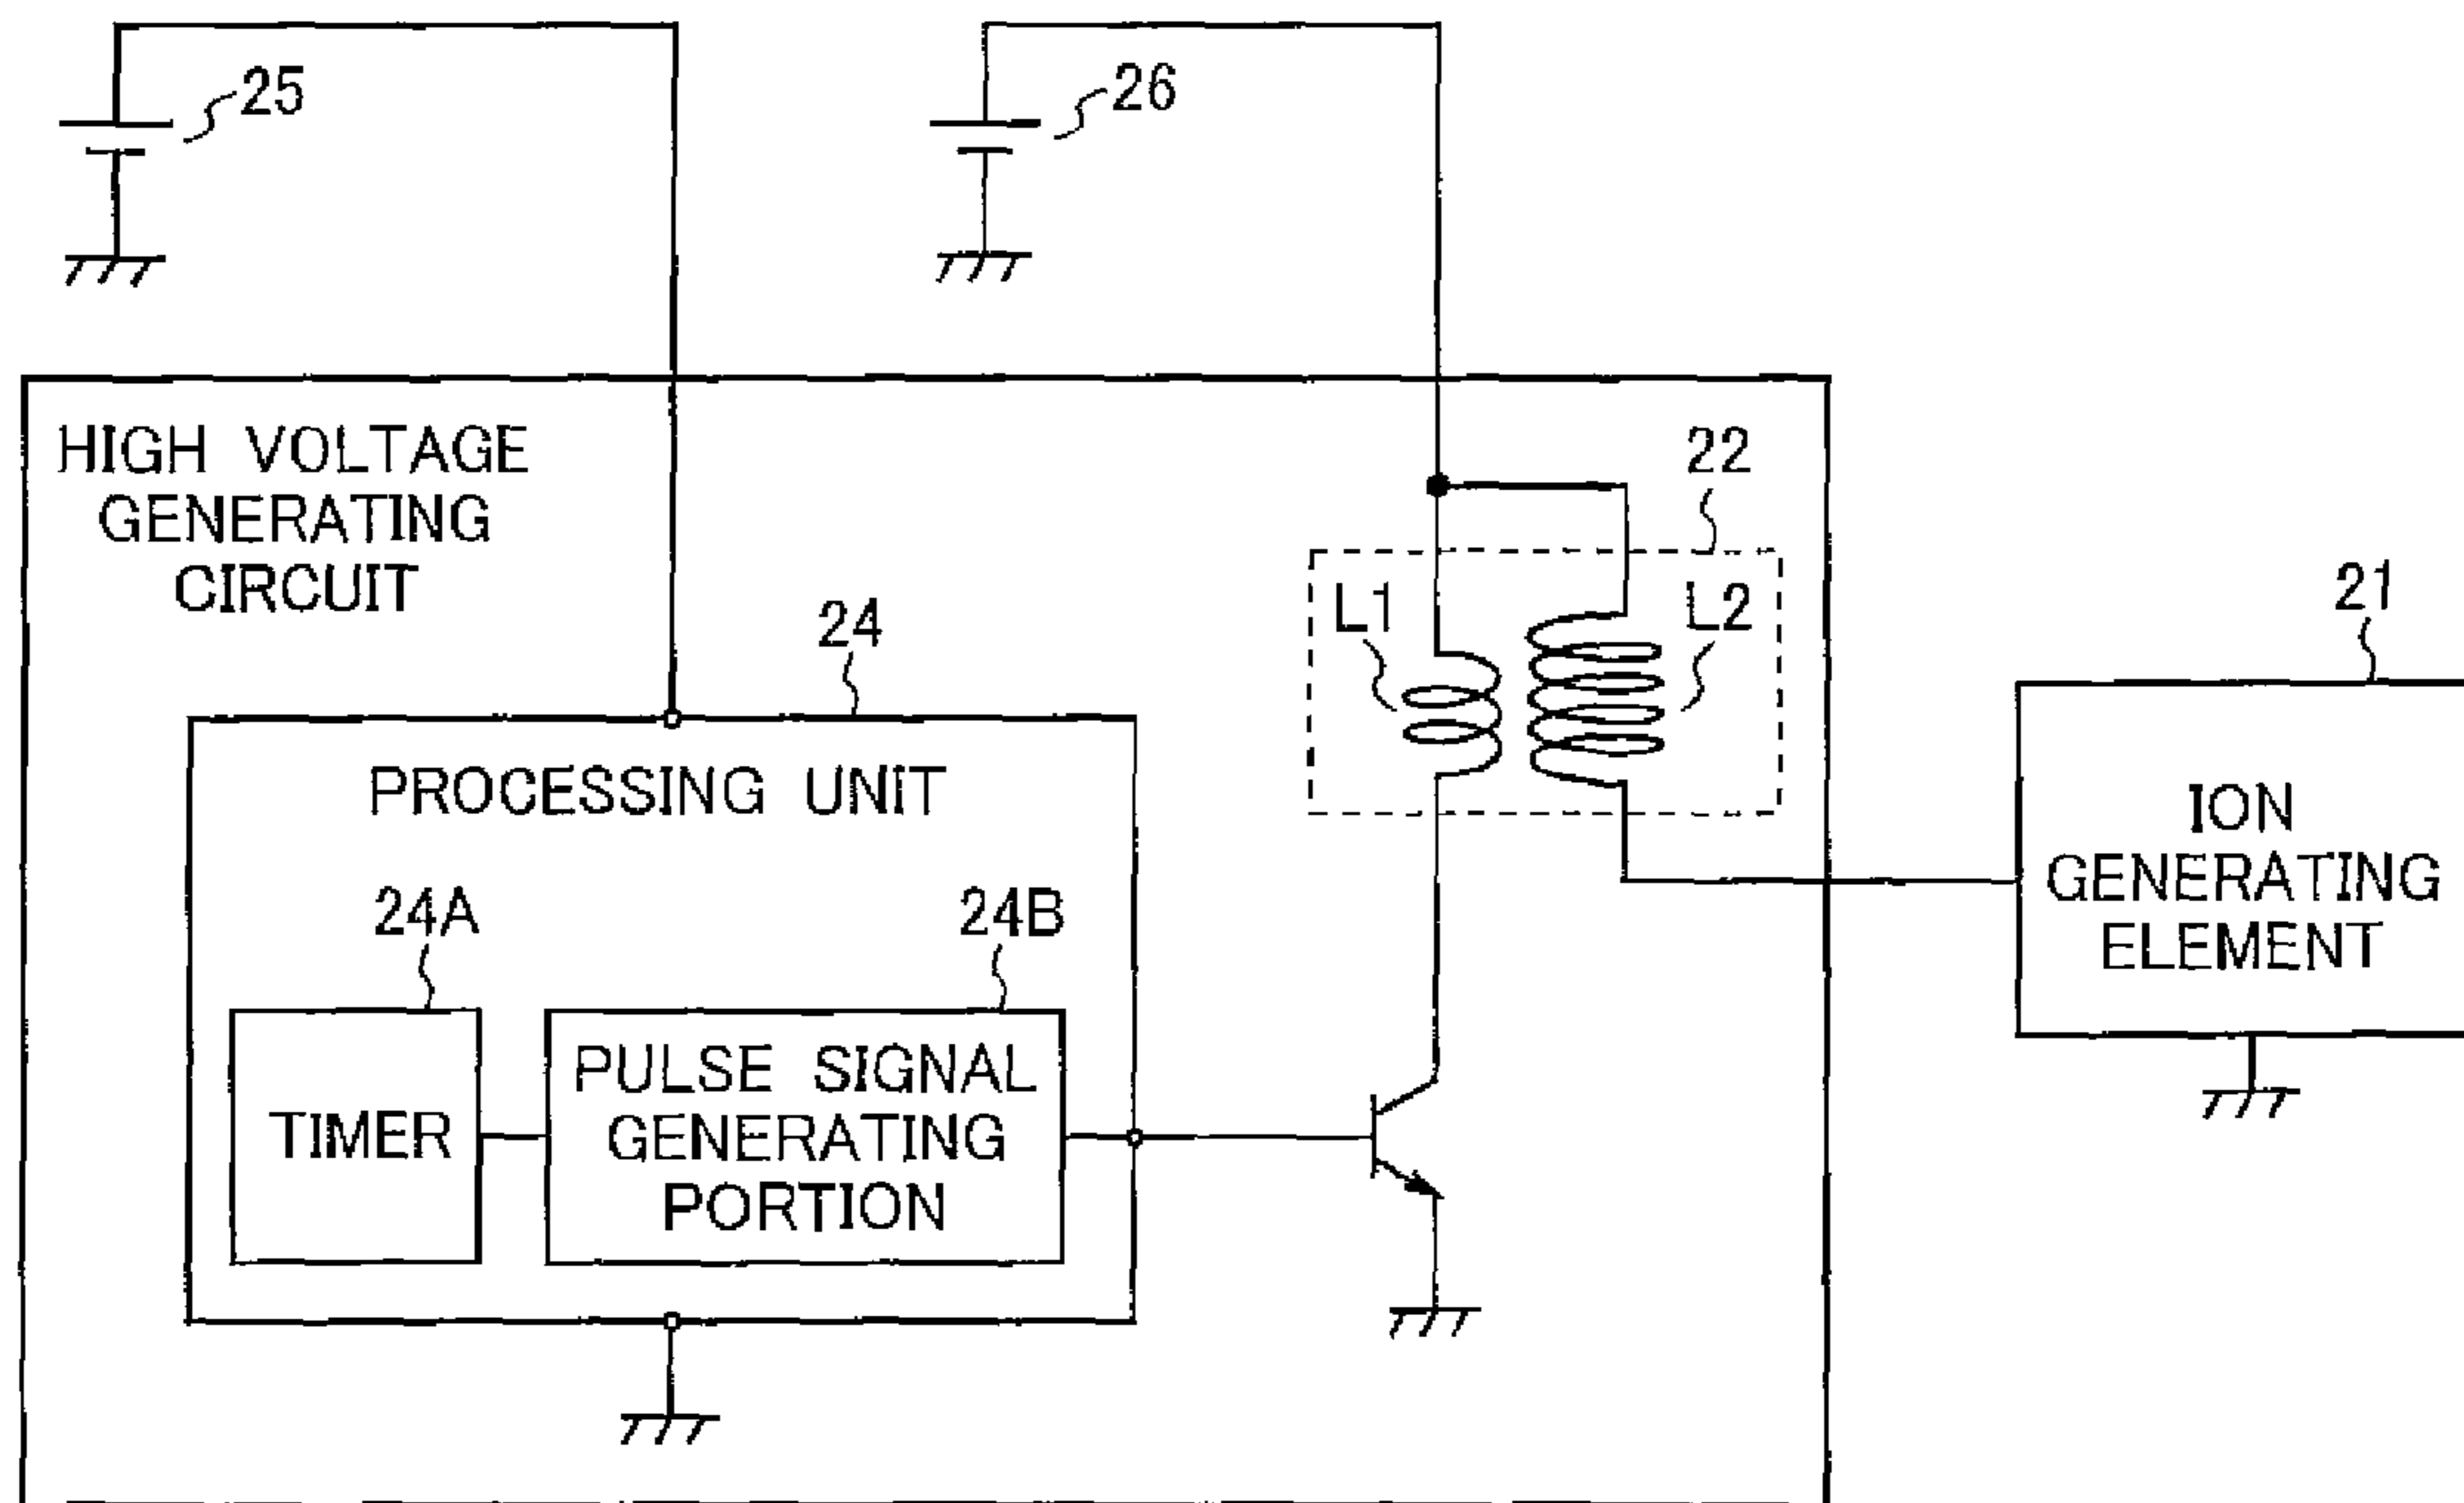 25
26
HIGH VOLTAGE
GENERATING
CIRCUIT
22
L1
L2
21
24
PROCESSING UNIT
ION
GENERATING
ELEMENT
24A
24B
TIMER
PULSE SIGNAL
GENERATING
PORTION